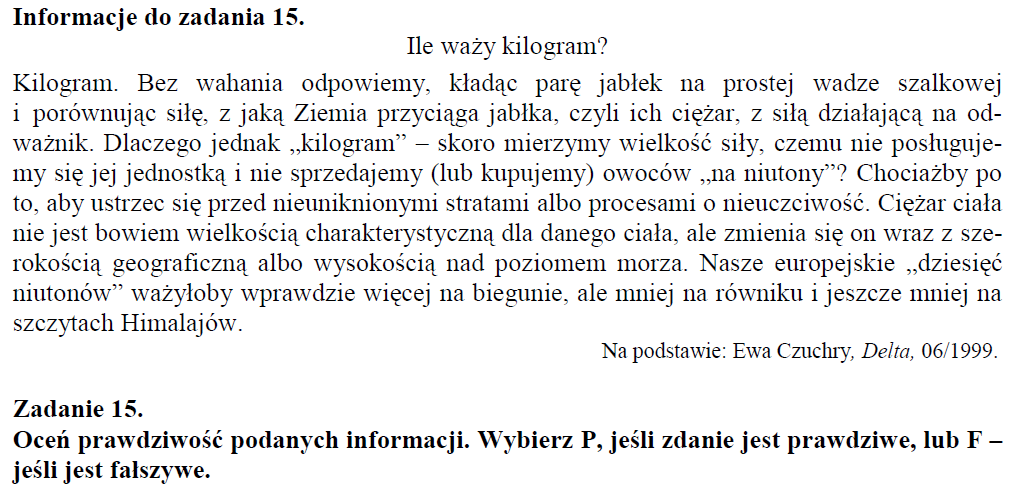 Informacje do zadania 15.
Ile waży kilogram?
Kilogram. Bez wahania odpowiemy, kładąc parę jabłek na prostej wadze szalkowej
i porównując siłę, z jaką Ziemia przyciąga jabłka, czyli ich ciężar, z siłą działającą na od-
ważnik. Dlaczego jednak „kilogram” – skoro mierzymy wielkość siły, czemu nie posługuje-
my się jej jednostką i nie sprzedajemy (lub kupujemy) owoców „na niutony”? Chociażby po
to, aby ustrzec się przed nieuniknionymi stratami albo procesami o nieuczciwość. Ciężar ciała
nie jest bowiem wielkością charakterystyczną dla danego ciała, ale zmienia się on wraz z sze-
rokością geograficzną albo wysokością nad poziomem morza. Nasze europejskie „dziesięć
niutonów” ważyłoby wprawdzie więcej na biegunie, ale mniej na równiku i jeszcze mniej na
szczytach Himalajów.
Na podstawie: Ewa Czuchry, Delta, 06/1999.
Zadanie 15.
Oceń prawdziwość podanych informacji. Wybierz P, jeśli zdanie jest prawdziwe, lub F –
jeśli jest fałszywe.